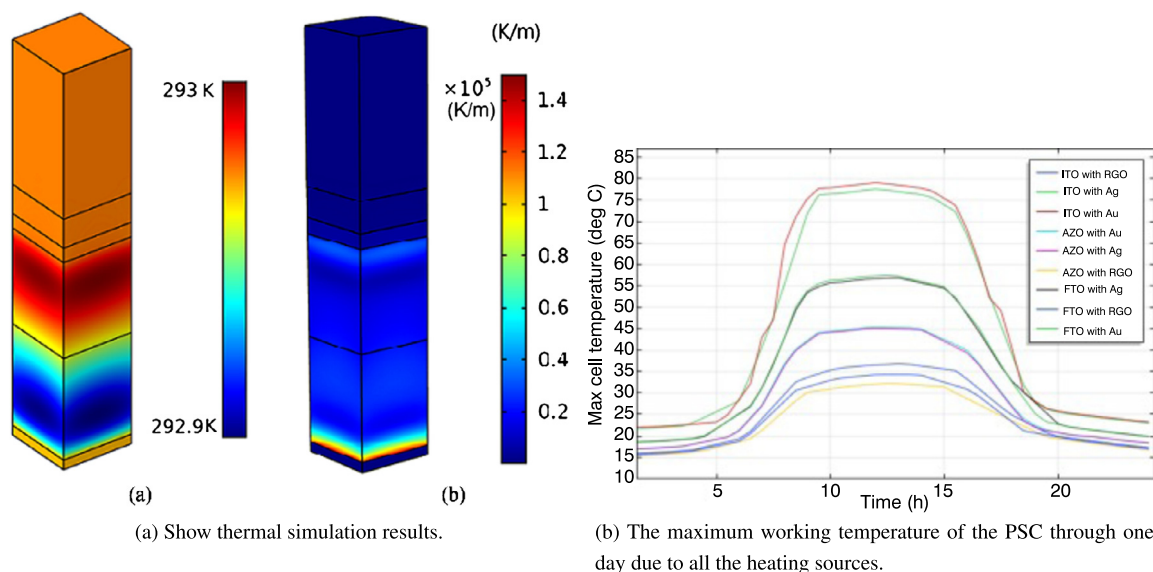 (K/m)
293 K
292.9K
×10⁵
(K/m)
1.4
1.2
1
0.8
0.6
0.4
0.2
(a)
(b)
(a) Show thermal simulation results.
Max cell temperature (deg C)
85
80
75
70
65
60
55
50
45
40
35
30
25
20
15
10
5
10
15
20
Time (h)
ITO with RGO
ITO with Ag
ITO with Au
AZO with Au
AZO with Ag
AZO with RGO
FTO with Ag
FTO with RGO
FTO with Au
(b) The maximum working temperature of the PSC through one
day due to all the heating sources.